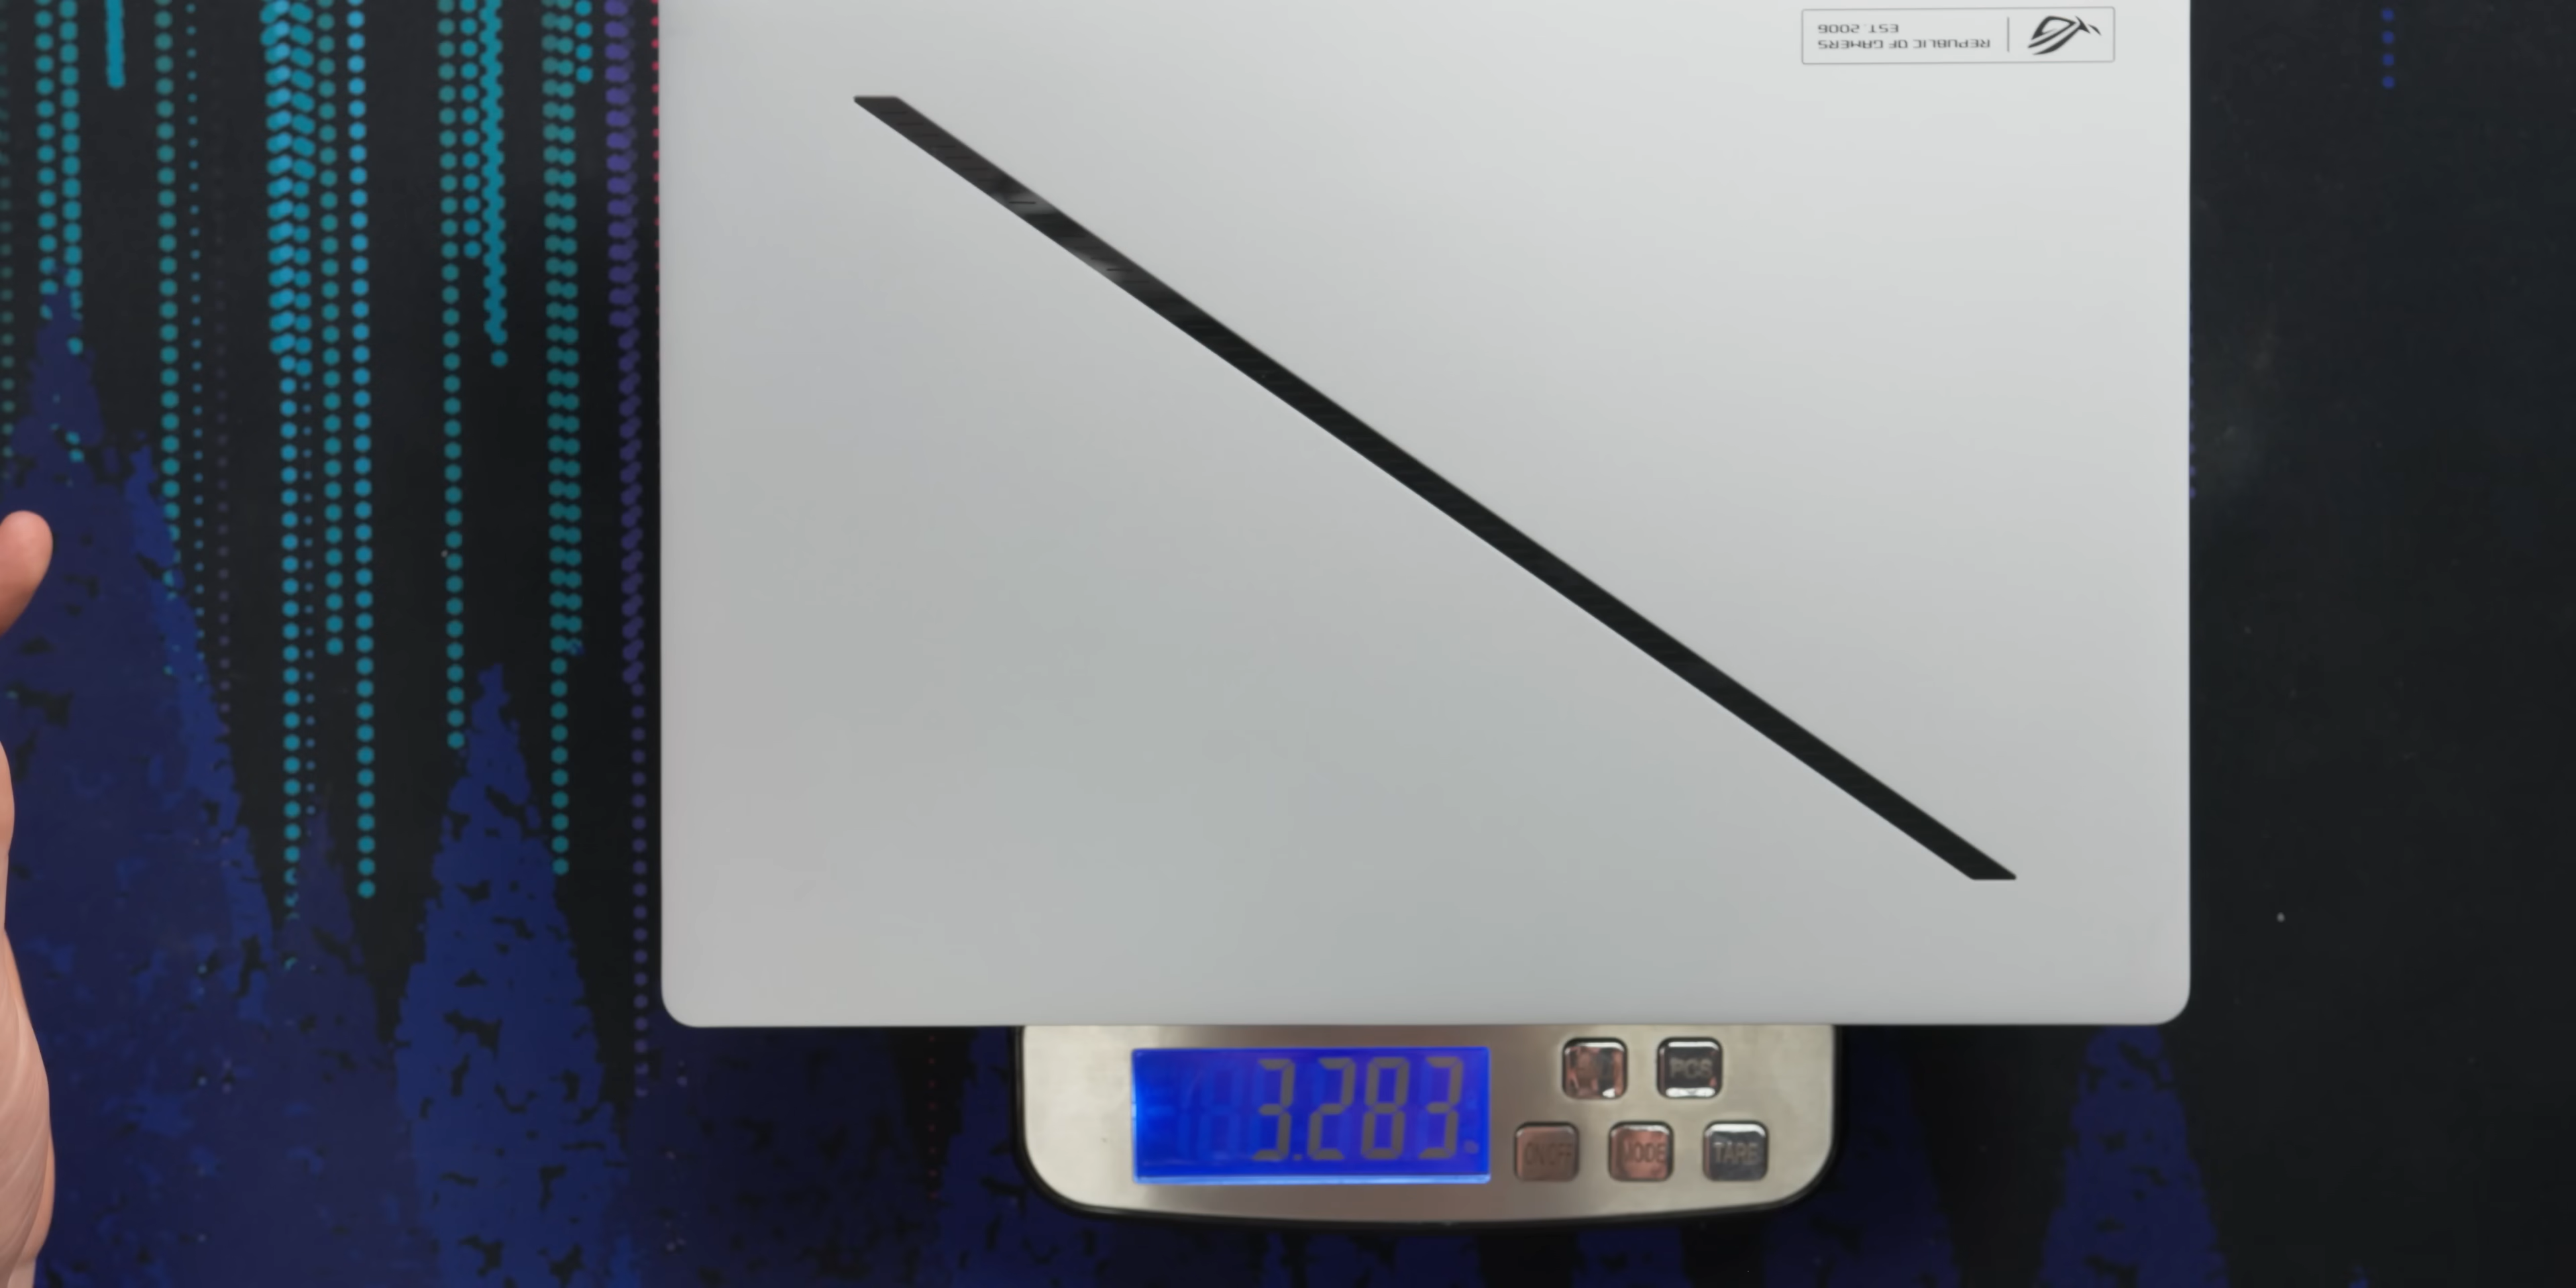 REPUBLIC OF GAMERS
EST. 2006
3.283
PCS
ON/OFF
MODE
TARE